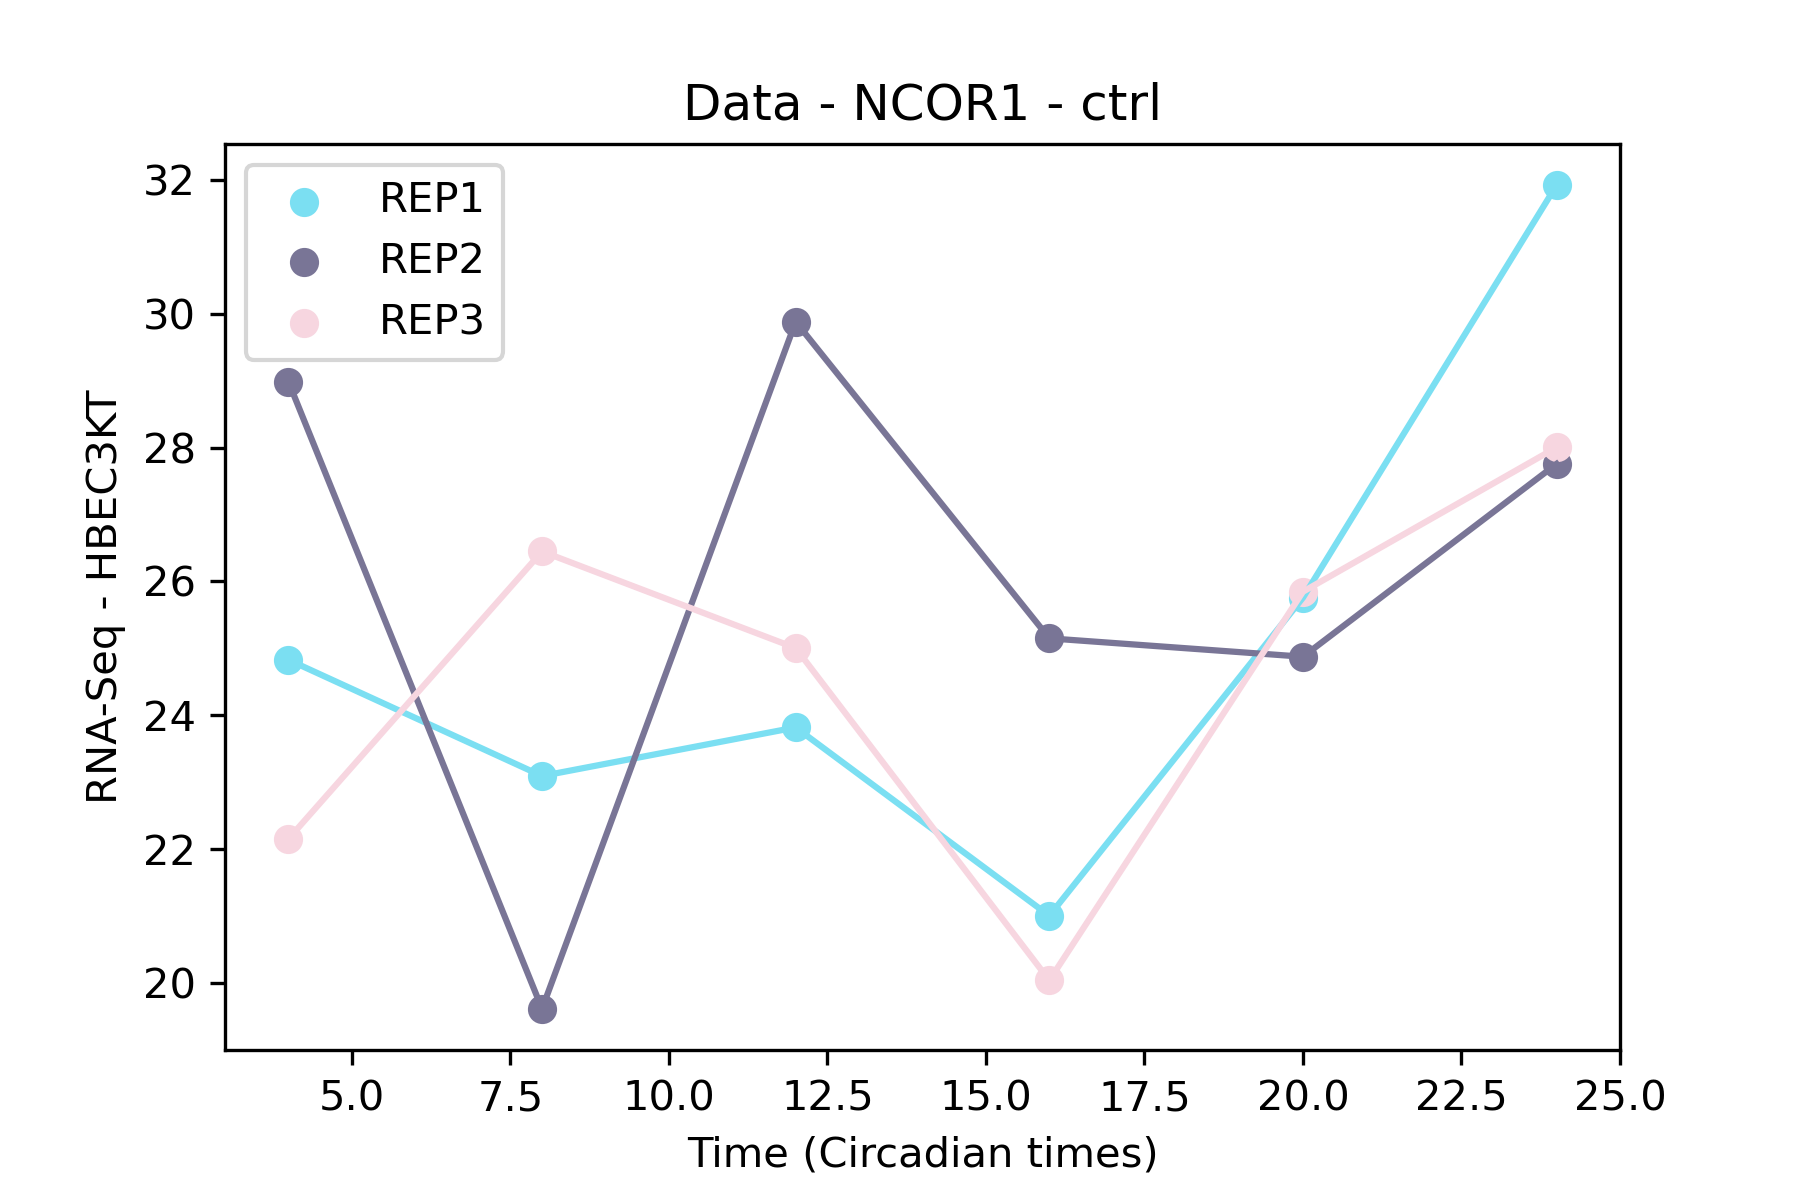 Data - NCOR1 - ctrl
REP1
REP2
REP3
RNA-Seq - HBEC3KT
32
30
28
26
24
22
20
5.0 7.5 10.0 12.5 15.0 17.5 20.0 22.5 25.0
Time (Circadian times)